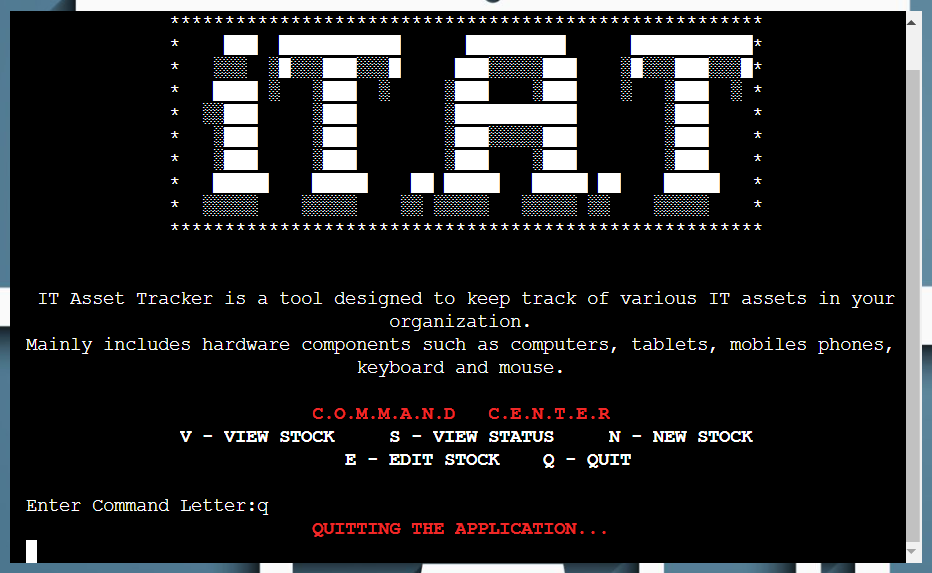 ******************************************************
iT.A.T
******************************************************
IT Asset Tracker is a tool designed to keep track of various IT assets in your
organization.
Mainly includes hardware components such as computers, tablets, mobiles phones,
keyboard and mouse.
C.O.M.M.A.N.D C.E.N.T.E.R
V - VIEW STOCK S - VIEW STATUS N - NEW STOCK
E - EDIT STOCK Q - QUIT
Enter Command Letter:q
QUITTING THE APPLICATION...